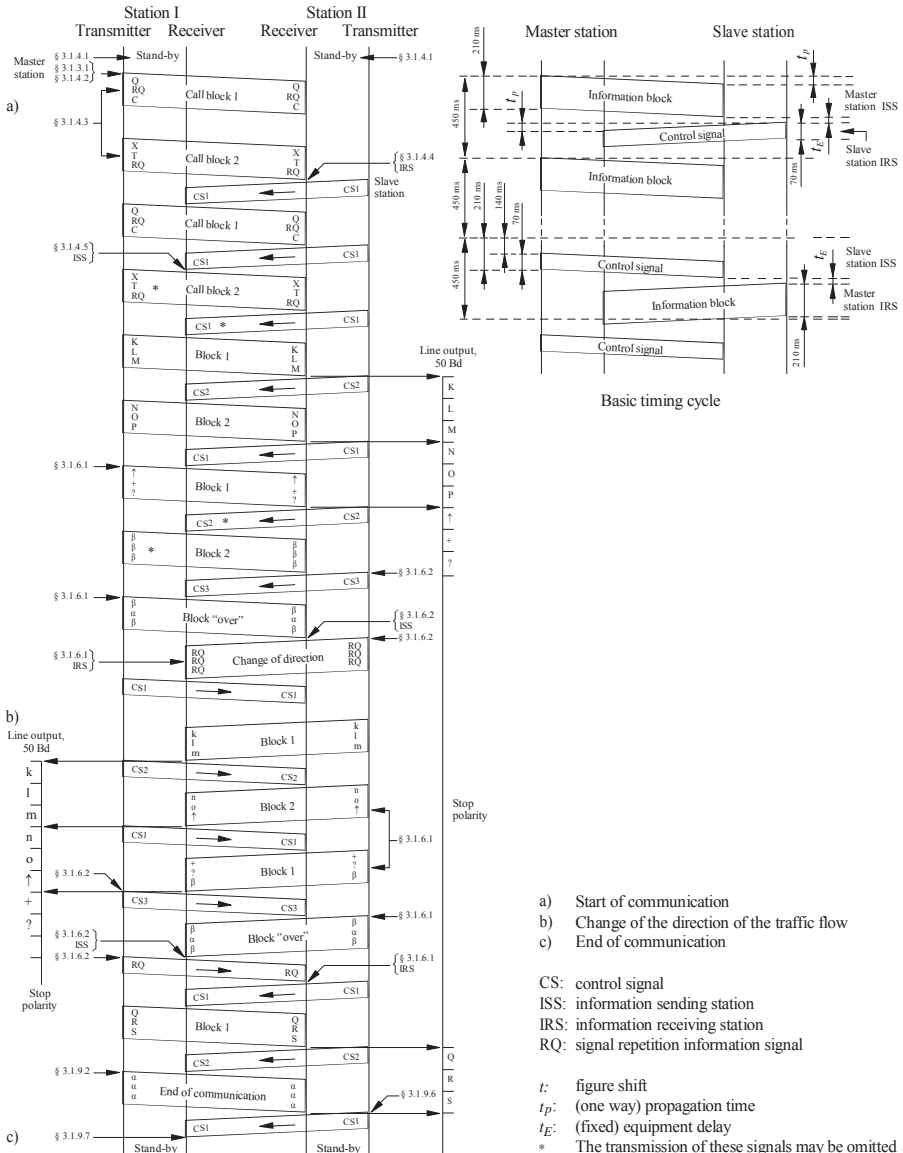 Station I
Station II
Transmitter
Receiver
Receiver
Transmitter
§ 3.1.4.1
Stand-by
Stand-by
§ 3.1.4.1
Master
station
§ 3.1.3.1
§ 3.1.4.2
a)
Q
RQ
C
Call block 1
Q
RQ
C
§ 3.1.4.3
X
T
RQ
Call block 2
X
T
RQ
§ 3.1.4.4
IRS
Slave
station
CS1
CS1
Q
RQ
C
Call block 1
Q
RQ
C
§ 3.1.4.5
ISS
CS1
CS1
X
T *
RQ
Call block 2
X
T
RQ
CS1 *
CS1
K
L
M
Block 1
K
L
M
Line output,
50 Bd
CS2
CS2
N
O
P
Block 2
N
O
P
CS1
CS1
§ 3.1.6.1
↑
+
?
Block 1
↑
+
?
CS2 *
CS2
β
β *
β
Block 2
β
β
β
K
L
M
N
O
P
↑
+
?
CS3
CS3
§ 3.1.6.2
§ 3.1.6.1
β
α
β
Block “over”
β
α
β
§ 3.1.6.2
ISS
§ 3.1.6.2
§ 3.1.6.1
IRS
RQ
RQ
RQ
Change of direction
RQ
RQ
RQ
CS1
CS1
b)
Line output,
50 Bd
k
l
m
Block 1
k
l
m
CS2
CS2
n
o
↑
Block 2
n
o
↑
Stop
polarity
CS1
CS1
§ 3.1.6.1
k
l
m
n
o
↑
+
?
+
?
β
Block 1
+
?
β
§ 3.1.6.2
CS3
CS3
§ 3.1.6.1
β
α
β
Block “over”
β
α
β
§ 3.1.6.2
ISS
§ 3.1.6.2
RQ
RQ
§ 3.1.6.1
IRS
Stop
polarity
CS1
CS1
Q
R
S
Block 1
Q
R
S
CS2
CS2
Q
R
S
§ 3.1.9.2
α
α
α
End of communication
α
α
α
§ 3.1.9.6
CS1
CS1
c)
§ 3.1.9.7
Stand-by
Stand-by
Master station
Slave station
210 ms
450 ms
tp
tp
Information block
Control signal
Master
station ISS
Slave
station IRS
tE
70 ms
Information block
450 ms
210 ms
140 ms
70 ms
450 ms
Control signal
tE
Slave
station ISS
Information block
Master
station IRS
Control signal
210 ms
Basic timing cycle
a) Start of communication
b) Change of the direction of the traffic flow
c) End of communication
CS: control signal
ISS: information sending station
IRS: information receiving station
RQ: signal repetition information signal
t: figure shift
tp: (one way) propagation time
tE: (fixed) equipment delay
* The transmission of these signals may be omitted